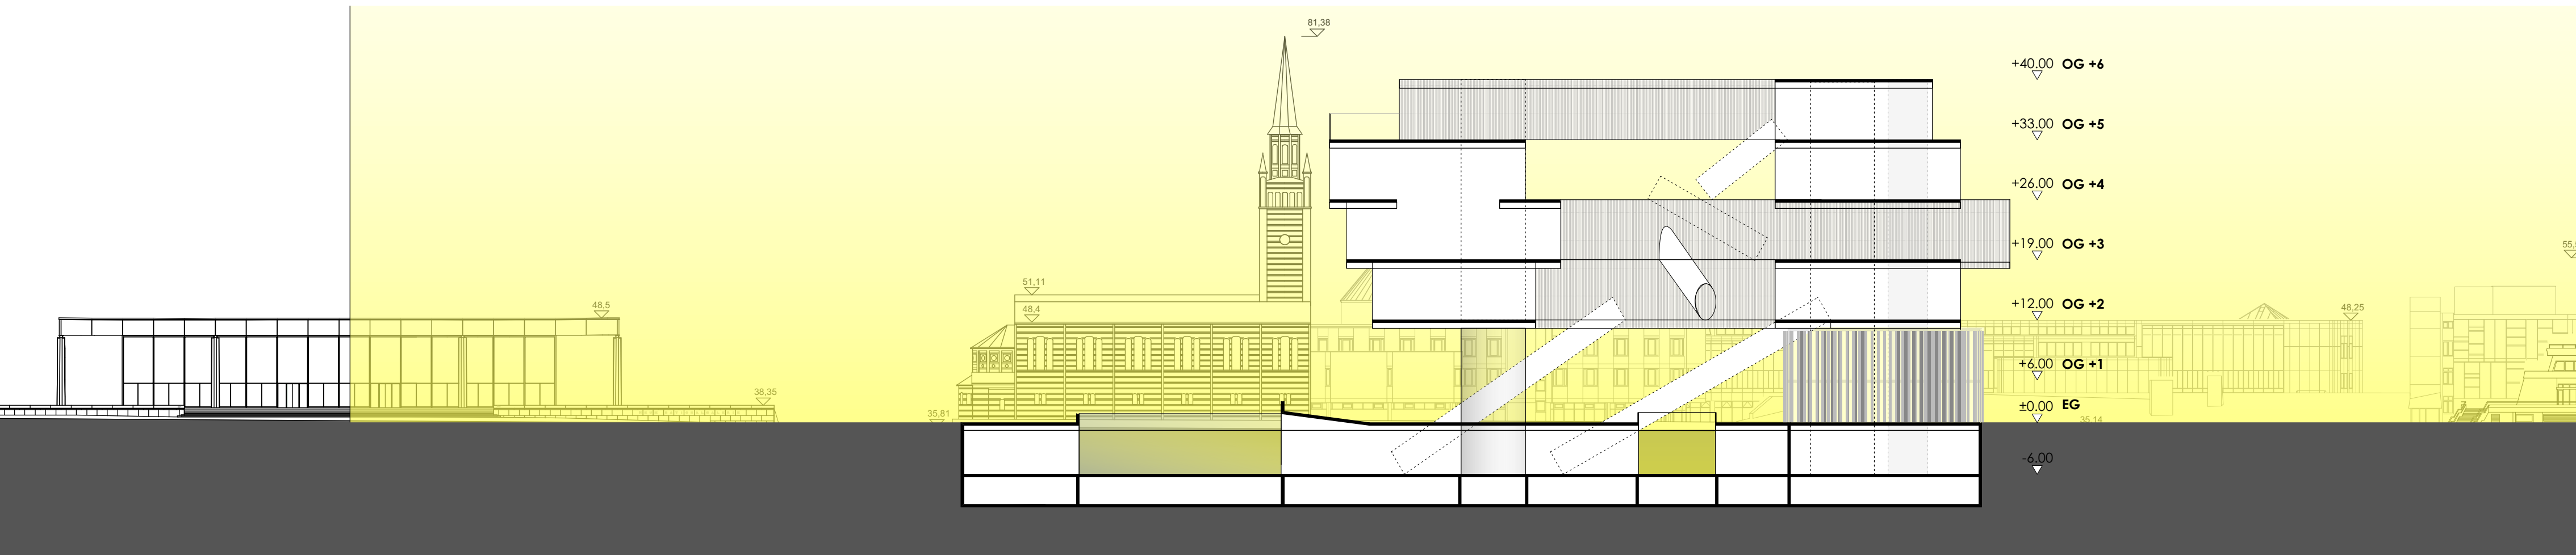 81,38
+40.00 OG +6
+33.00 OG +5
+26.00 OG +4
+19.00 OG +3
55,
51,11
48,5
48,4
+12.00 OG +2
48,25
+6.00 OG +1
38,35
35,81
±0.00 EG
35,14
-6.00